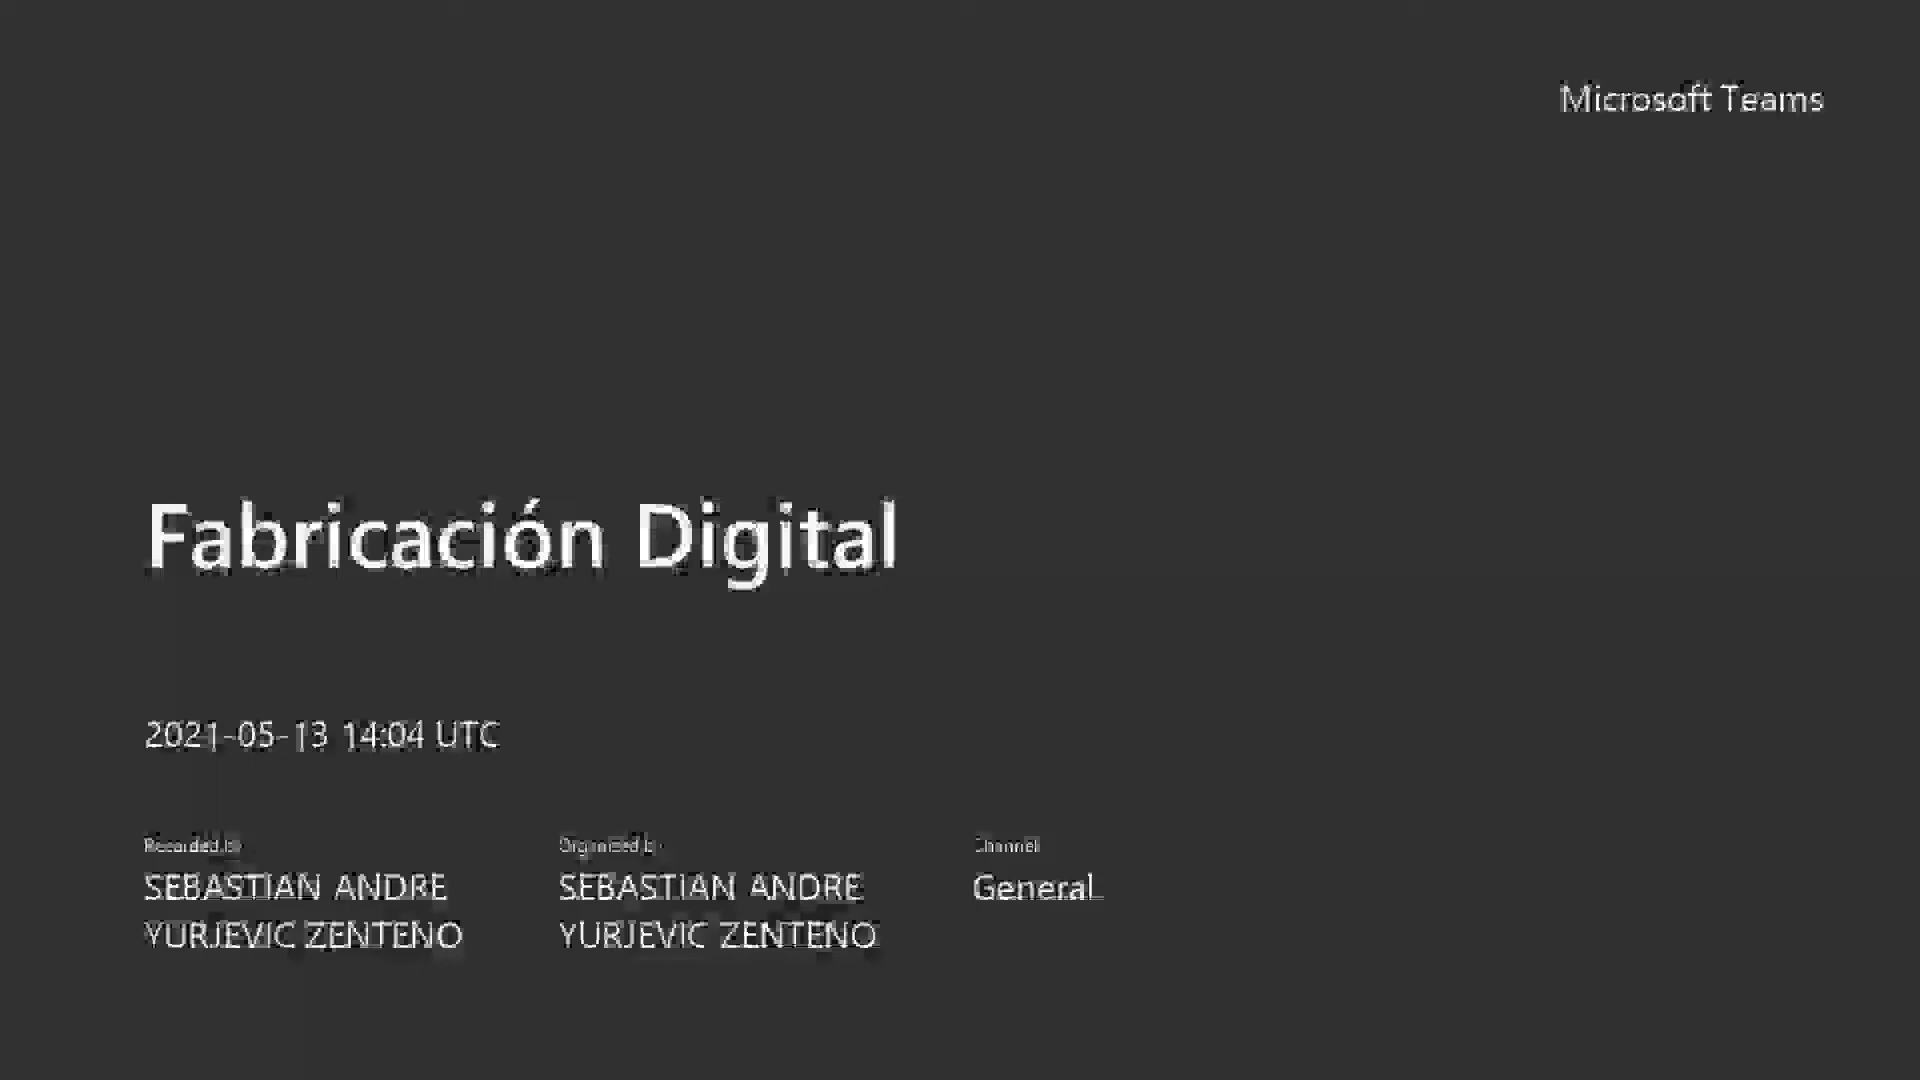 Microsoft Teams
Fabricación Digital
2021-05-13 14:04 UTC
Recorded by
Organized by
Channel
SEBASTIAN ANDRE
YURJEVIC ZENTENO
SEBASTIAN ANDRE
YURJEVIC ZENTENO
General